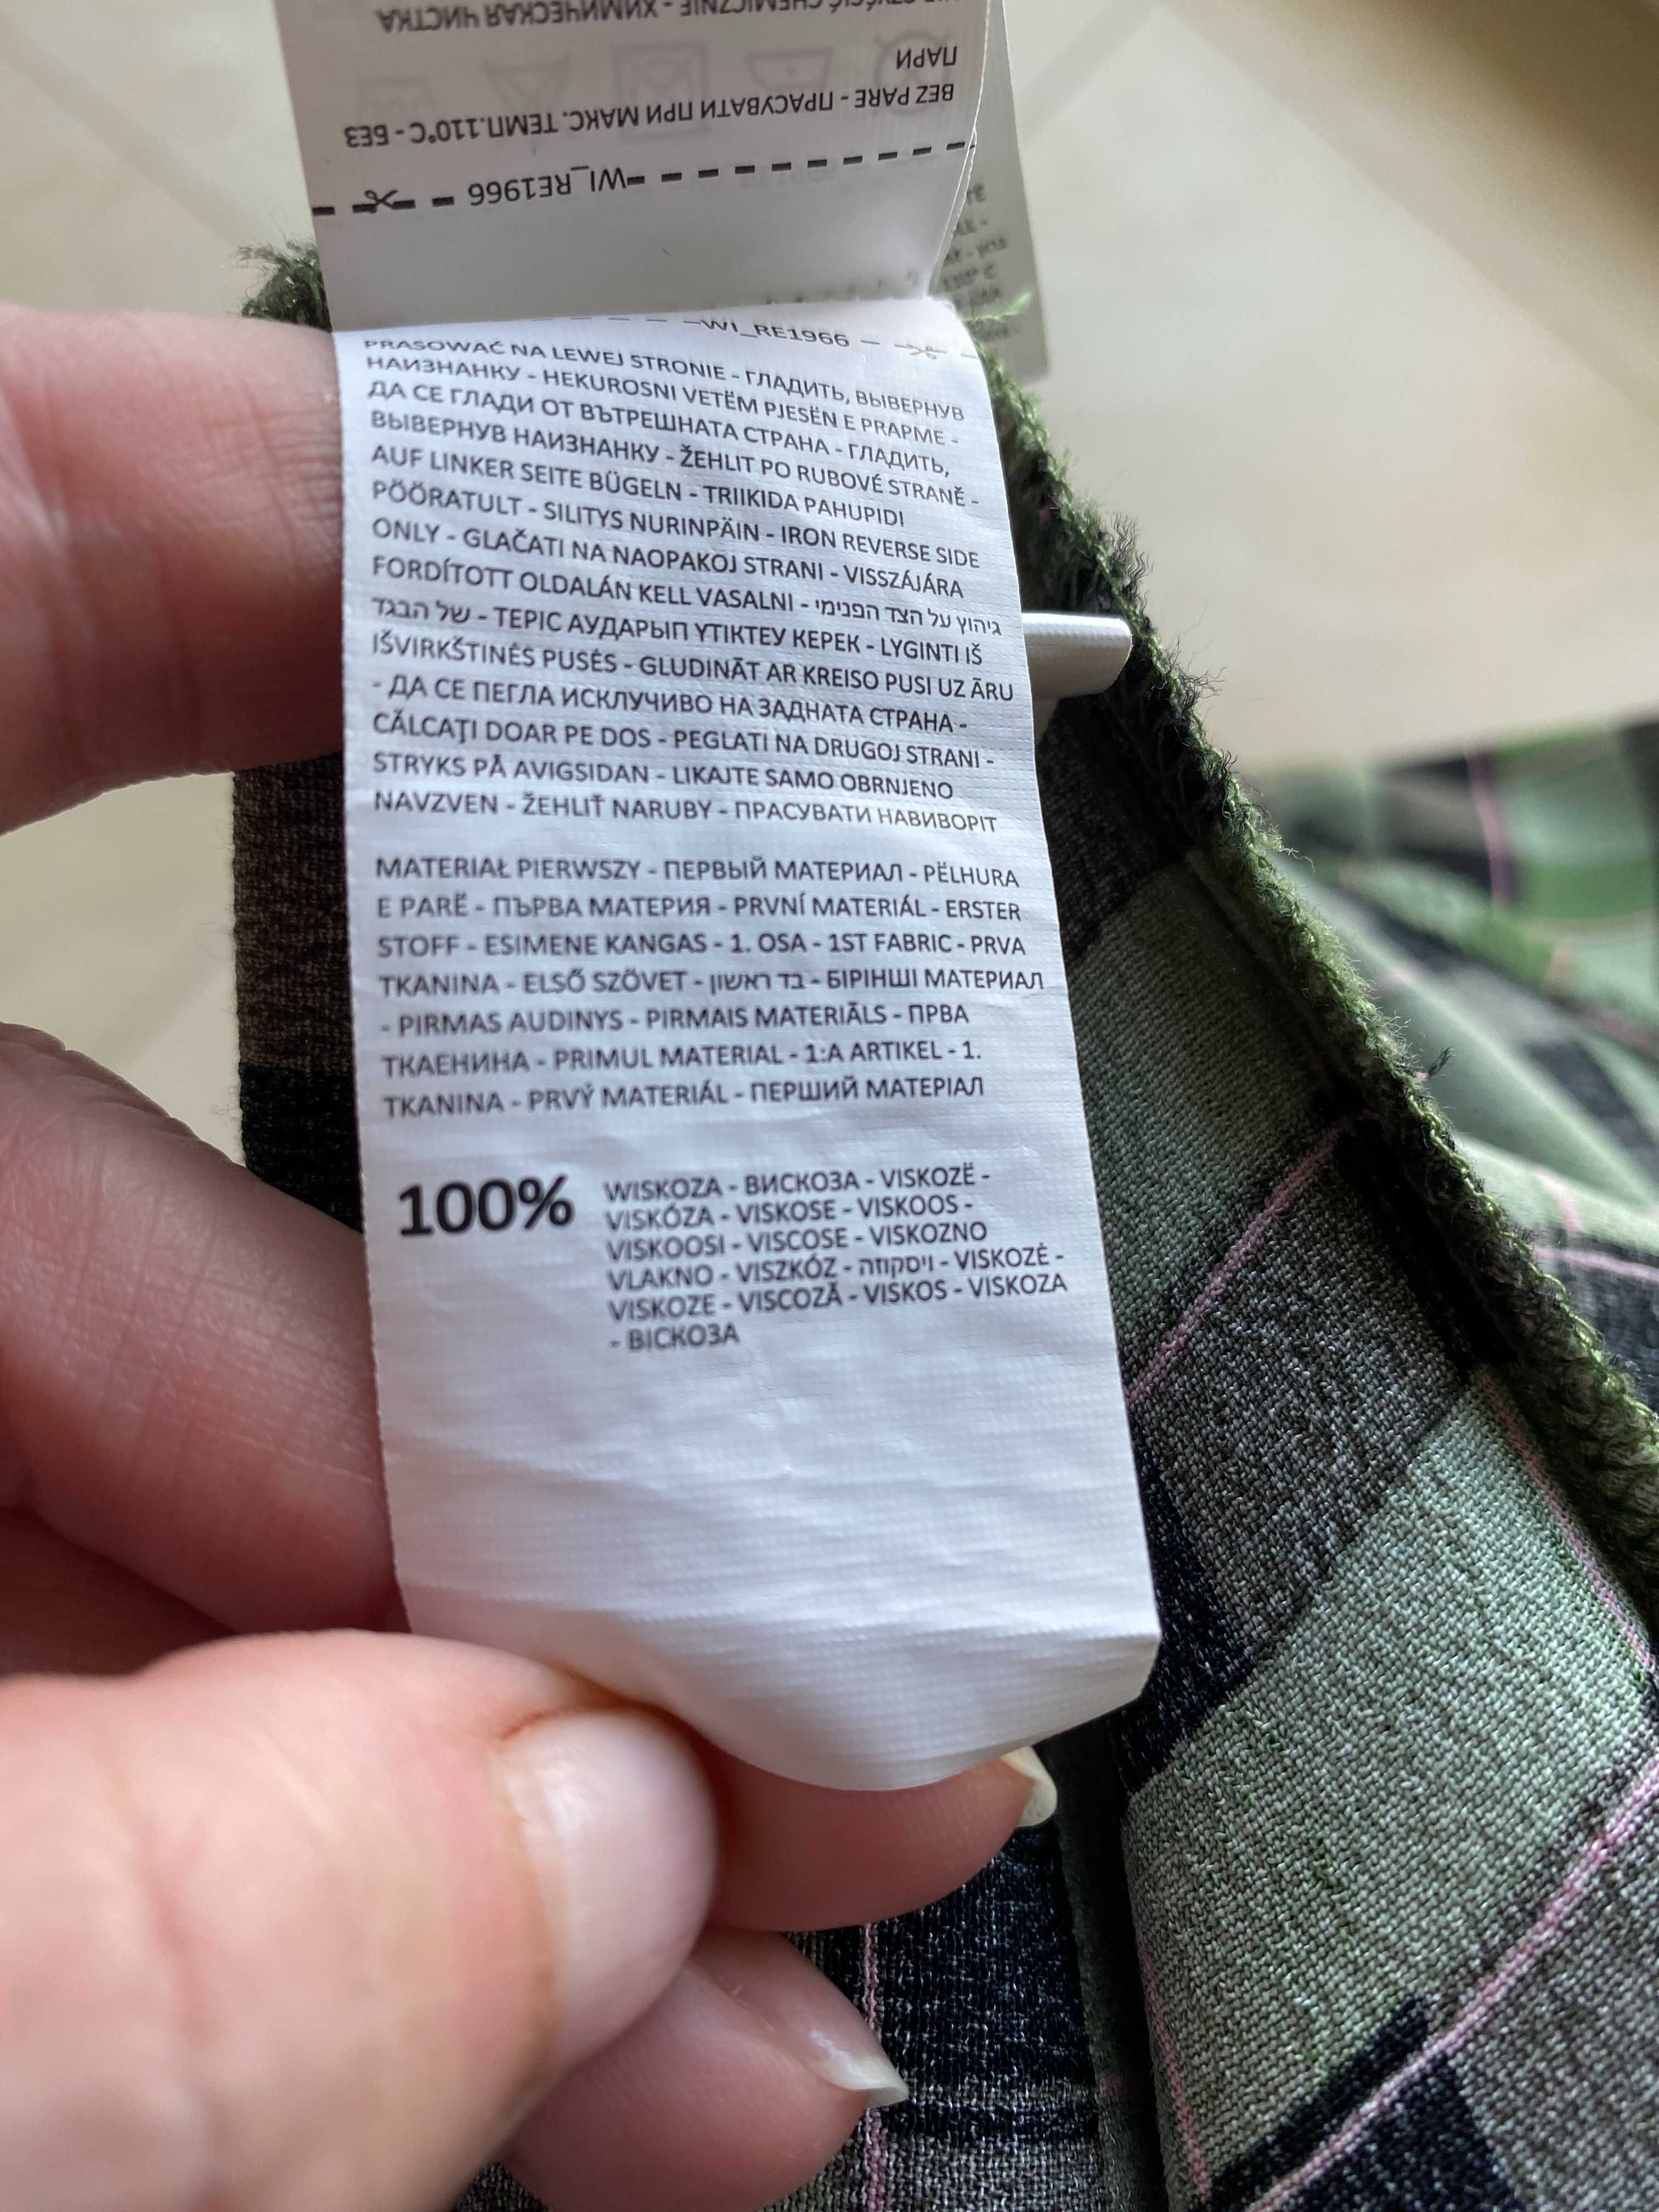 BEZ PARE - ПРАСУВАТИ ПРИ МАКС. ТЕМП.110°C - БЕЗ
ПАРИ
CHEMICZNIE - ХИМИЧЕСКАЯ ЧИСТКА
WI_RE1966
WI_RE1966
PRASOWAĆ NA LEWEJ STRONIE - ГЛАДИТЬ, ВЫВЕРНУВ
НАИЗНАНКУ - HEKUROSNI VETËM PJESËN E PRAPME -
ДА СЕ ГЛАДИ ОТ ВЪТРЕШНАТА СТРАНА - ГЛАДИТЬ,
ВЫВЕРНУВ НАИЗНАНКУ - ŽEHLIT PO RUBOVÉ STRANĚ -
AUF LINKER SEITE BÜGELN - TRIIKIDA PAHUPIDI
PÖÖRATULT - SILITYS NURINPÄIN - IRON REVERSE SIDE
ONLY - GLAČATI NA NAOPAKOJ STRANI - VISSZÁJÁRA
FORDÍTOTT OLDALÁN KELL VASALNI - גיהוץ על הצד הפנימי
של הבגד - ТЕРІС АУДАРЫП ҮТІКТЕУ КЕРЕК - LYGINTI IŠ
IŠVIRKŠTINĖS PUSĖS - GLUDINĀT AR KREISO PUSI UZ ĀRU
- ДА СЕ ПЕГЛА ИСКЛУЧИВО НА ЗАДНАТА СТРАНА -
CĂLCAŢI DOAR PE DOS - PEGLATI NA DRUGOJ STRANI -
STRYKS PÅ AVIGSIDAN - LIKAJTE SAMO OBRNJENO
NAVZVEN - ŽEHLIŤ NARUBY - ПРАСУВАТИ НАВИВОРІТ
MATERIAŁ PIERWSZY - ПЕРВЫЙ МАТЕРИАЛ - PËLHURA
E PARË - ПЪРВА МАТЕРИЯ - PRVNÍ MATERIÁL - ERSTER
STOFF - ESIMENE KANGAS - 1. OSA - 1ST FABRIC - PRVA
TKANINA - ELSŐ SZÖVET - בד ראשון - БІРІНШІ МАТЕРИАЛ
- PIRMAS AUDINYS - PIRMAIS MATERIĀLS - ПРВА
ТКАЕНИНА - PRIMUL MATERIAL - 1:A ARTIKEL - 1.
TKANINA - PRVÝ MATERIÁL - ПЕРШИЙ МАТЕРІАЛ
100% WISKOZA - ВИСКОЗА - VISKOZË -
VISKÓZA - VISKOSE - VISKOOS -
VISKOOSI - VISCOSE - VISKOZNO
VLAKNO - VISZKÓZ - ויסקוזה - VISKOZĖ -
VISKOZE - VISCOZĂ - VISKOS - VISKOZA
- ВІСКОЗА